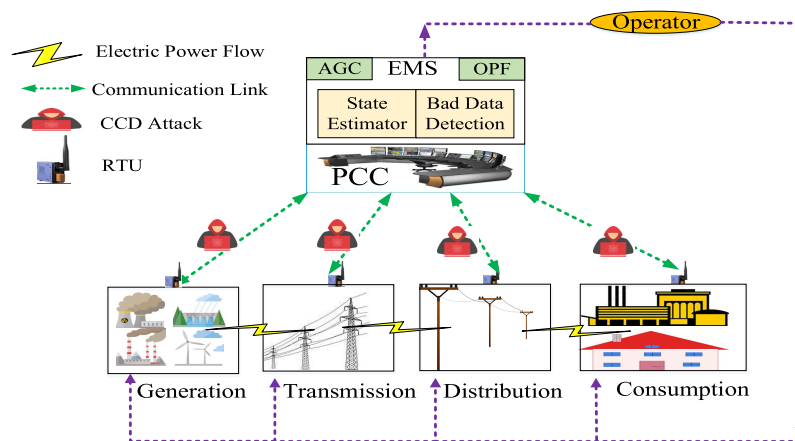 Operator
Electric Power Flow
Communication Link
CCD Attack
RTU
AGC EMS OPF
State Estimator
Bad Data Detection
PCC
Generation
Transmission
Distribution
Consumption